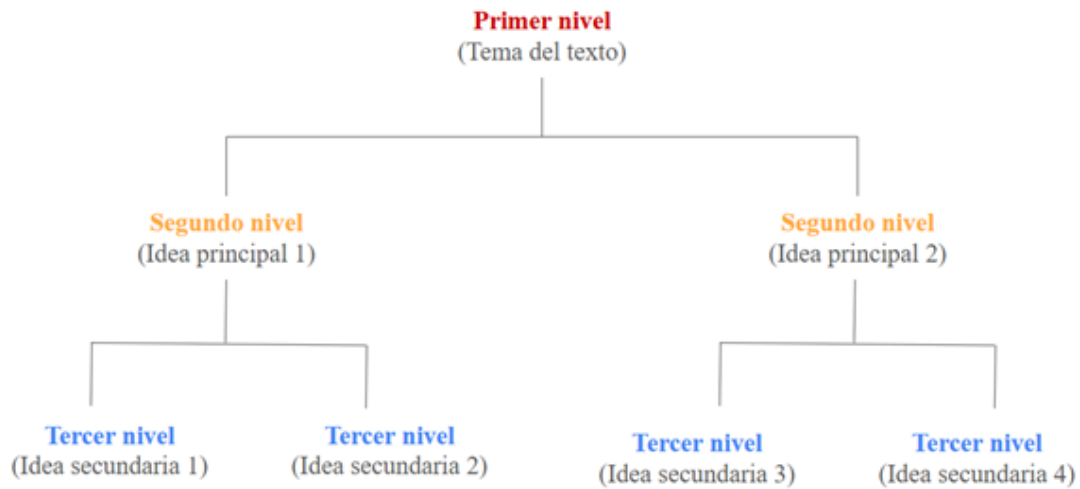 Primer nivel
(Tema del texto)
Segundo nivel
(Idea principal 1)
Segundo nivel
(Idea principal 2)
Tercer nivel
(Idea secundaria 1)
Tercer nivel
(Idea secundaria 2)
Tercer nivel
(Idea secundaria 3)
Tercer nivel
(Idea secundaria 4)